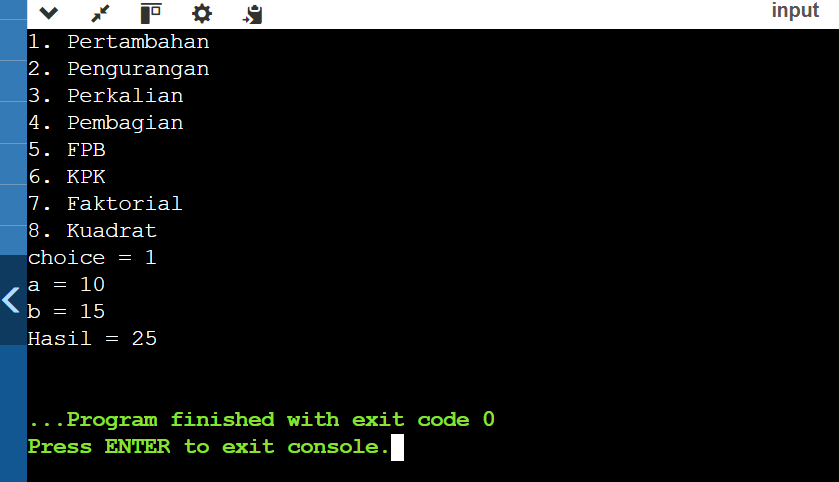 input
1. Pertambahan
2. Pengurangan
3. Perkalian
4. Pembagian
5. FPB
6. KPK
7. Faktorial
8. Kuadrat
choice = 1
a = 10
b = 15
Hasil = 25
...Program finished with exit code 0
Press ENTER to exit console.